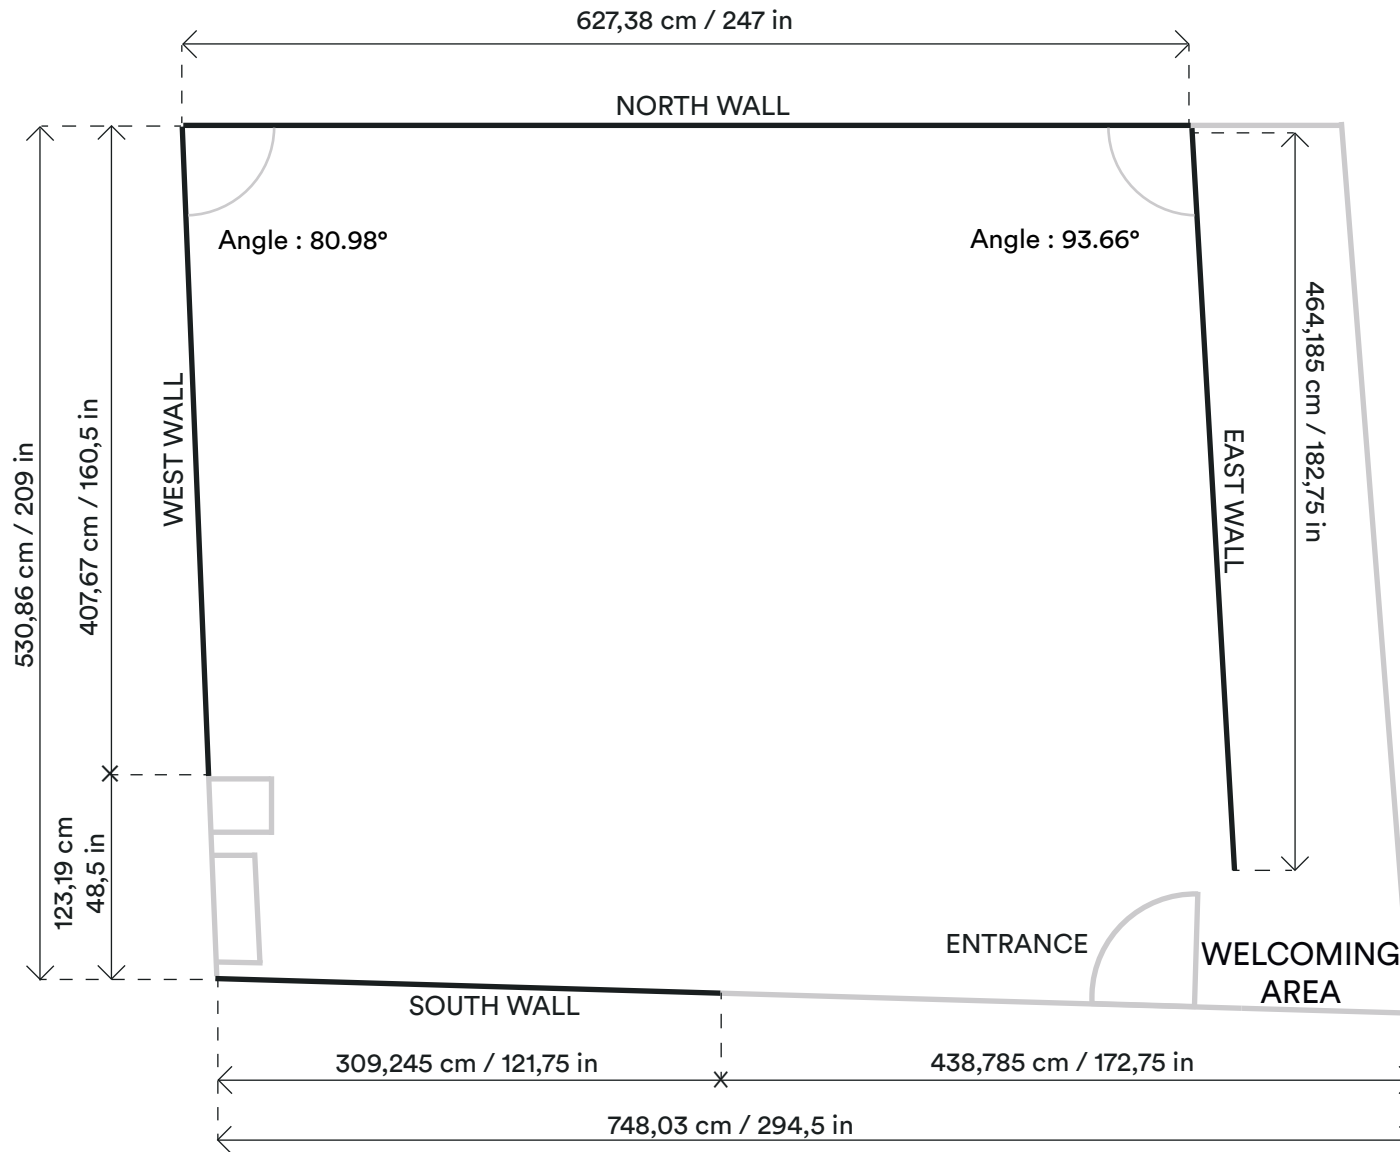 627,38 cm / 247 in
NORTH WALL
Angle : 80.98°
Angle : 93.66°
530,86 cm / 209 in
407,67 cm / 160,5 in
WEST WALL
EAST WALL
464,185 cm / 182,75 in
123,19 cm
48,5 in
ENTRANCE
WELCOMING
AREA
SOUTH WALL
309,245 cm / 121,75 in
438,785 cm / 172,75 in
748,03 cm / 294,5 in